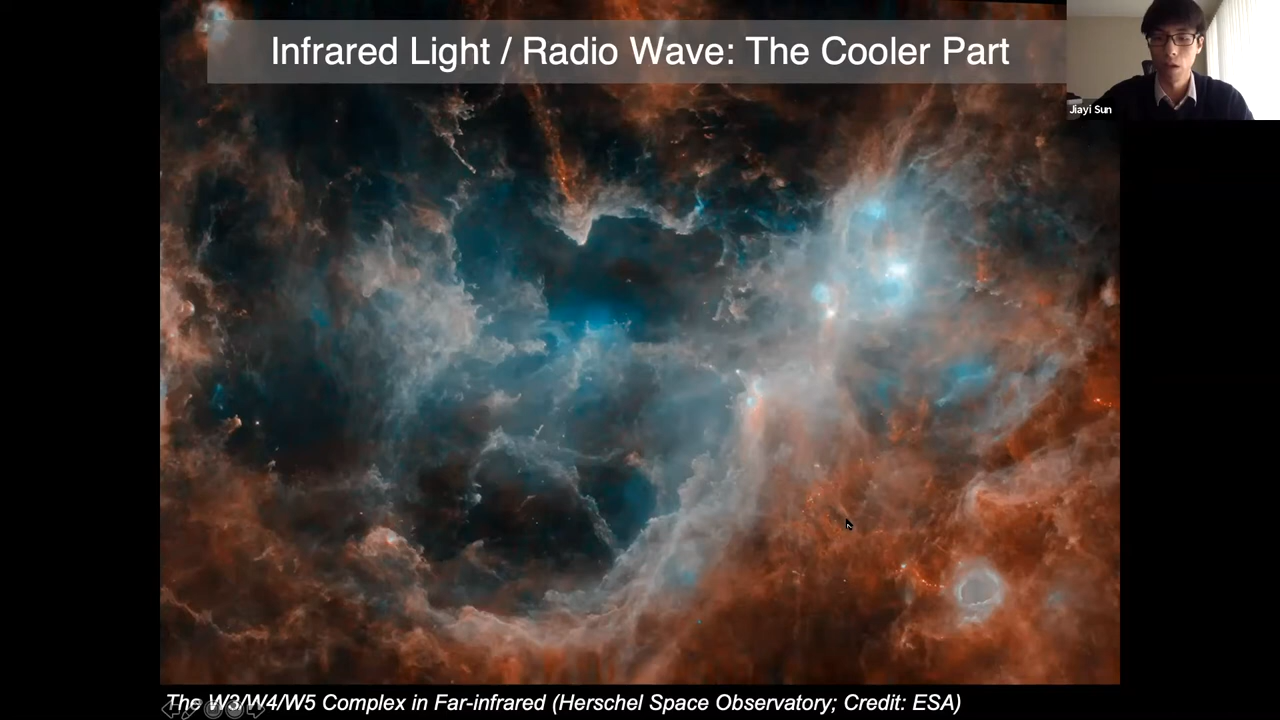 Infrared Light / Radio Wave: The Cooler Part
Jiayi Sun
The W3/W4/W5 Complex in Far-infrared (Herschel Space Observatory; Credit: ESA)